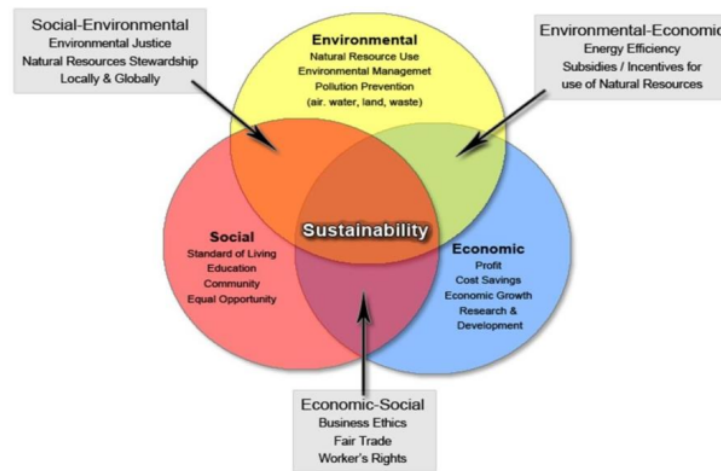 Social-Environmental
Environmental Justice
Natural Resources Stewardship
Locally & Globally
Environmental
Natural Resource Use
Environmental Managemet
Pollution Prevention
(air. water, land, waste)
Environmental-Economic
Energy Efficiency
Subsidies / Incentives for
use of Natural Resources
Sustainability
Social
Standard of Living
Education
Community
Equal Opportunity
Economic
Profit
Cost Savings
Economic Growth
Research &
Development
Economic-Social
Business Ethics
Fair Trade
Worker's Rights